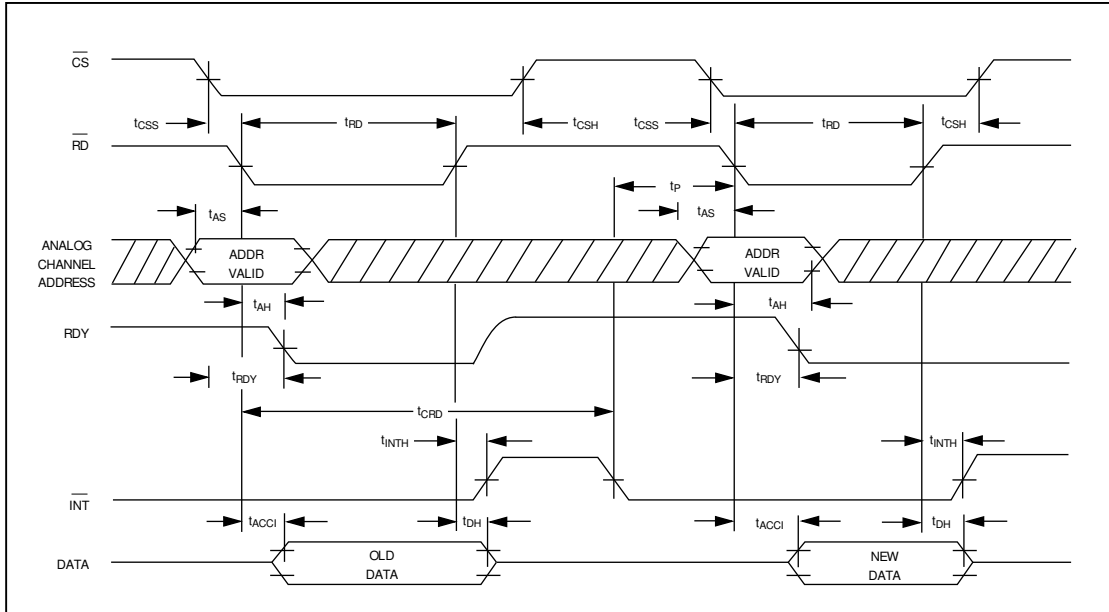 CS
tCSS
tRD
tCSH
tCSS
tRD
tCSH
RD
tP
tAS
tAS
ANALOG
CHANNEL
ADDRESS
ADDR
VALID
ADDR
VALID
tAH
tAH
RDY
tRDY
tRDY
tCRD
tINTH
tINTH
INT
tACCI
tDH
tACCI
tDH
DATA
OLD
DATA
NEW
DATA